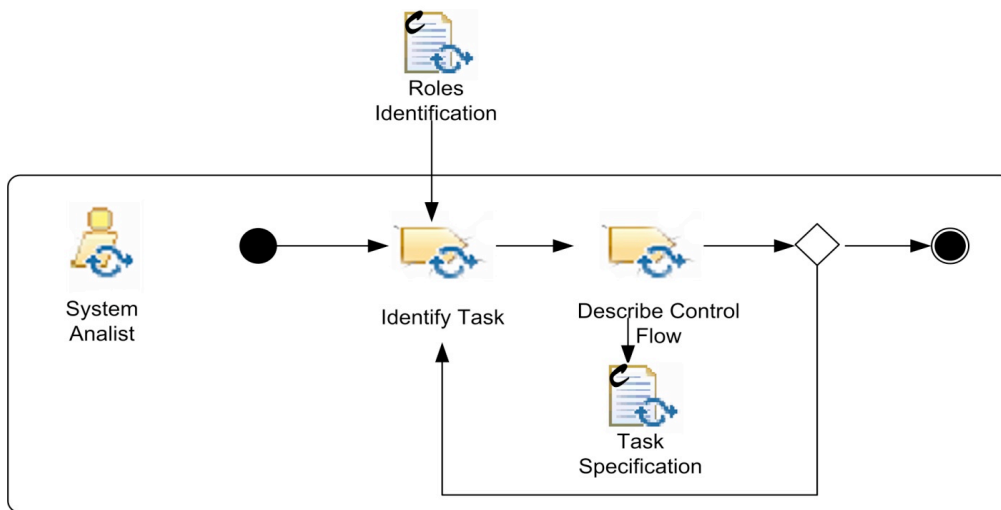 Roles
Identification
System
Analist
Identify Task
Describe Control
Flow
Task
Specification